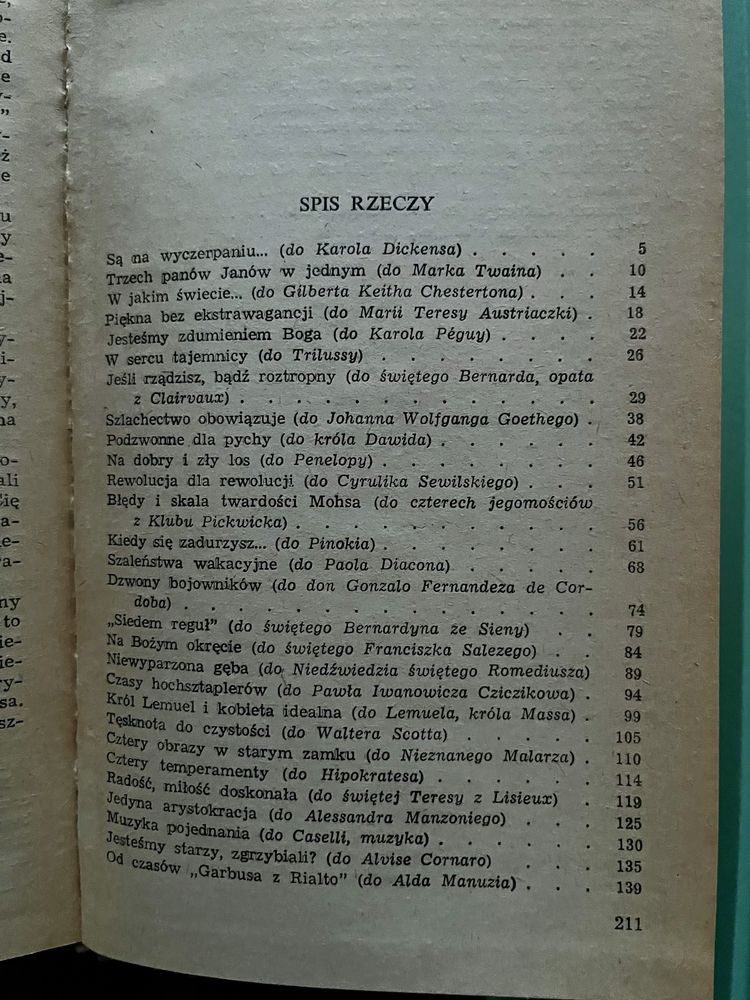 SPIS RZECZY
Są na wyczerpaniu... (do Karola Dickensa) . . . . . 5
Trzech panów Janów w jednym (do Marka Twaina) . . 10
W jakim świecie... (do Gilberta Keitha Chestertona) . . . 14
Piękna bez ekstrawagancji (do Marii Teresy Austriaczki) . 18
Jesteśmy zdumieniem Boga (do Karola Péguy) . . . . 22
W sercu tajemnicy (do Trilussy) . . . . . . . . 26
Jeśli rządzisz, bądź roztropny (do świętego Bernarda, opata
z Clairvaux) . . . . . . . . . . . . . 29
Szlachectwo obowiązuje (do Johanna Wolfganga Goethego) . 38
Podzwonne dla pychy (do króla Dawida) . . . . . . 42
Na dobry i zły los (do Penelopy) . . . . . . . . 46
Rewolucja dla rewolucji (do Cyrulika Sewilskiego) . . . 51
Błędy i skala twardości Mohsa (do czterech jegomościów
z Klubu Pickwicka) . . . . . . . . . . . 56
Kiedy się zadurzysz... (do Pinokia) . . . . . . . . 61
Szaleństwa wakacyjne (do Paola Diacona) . . . . . 68
Dzwony bojowników (do don Gonzalo Fernandeza de Cor-
doba) . . . . . . . . . . . . . . . 74
„Siedem reguł” (do świętego Bernardyna ze Sieny) . . 79
Na Bożym okręcie (do świętego Franciszka Salezego) . . 84
Niewyparzona gęba (do Niedźwiedzia świętego Romediusza) 89
Czasy hochsztaplerów (do Pawła Iwanowicza Cziczikowa) . 94
Król Lemuel i kobieta idealna (do Lemuela, króla Massa) . 99
Tęsknota do czystości (do Waltera Scotta) . . . . . 105
Cztery obrazy w starym zamku (do Nieznanego Malarza) . 110
Cztery temperamenty (do Hipokratesa) . . . . . . 114
Radość, miłość doskonała (do świętej Teresy z Lisieux) . 119
Jedyna arystokracja (do Alessandra Manzoniego) . . . 125
Muzyka pojednania (do Caselli, muzyka) . . . . . . 130
Jesteśmy starzy, zgrzybiali? (do Alvise Cornaro) . . . 135
Od czasów „Garbusa z Rialto” (do Alda Manuzia) . . . 139
211